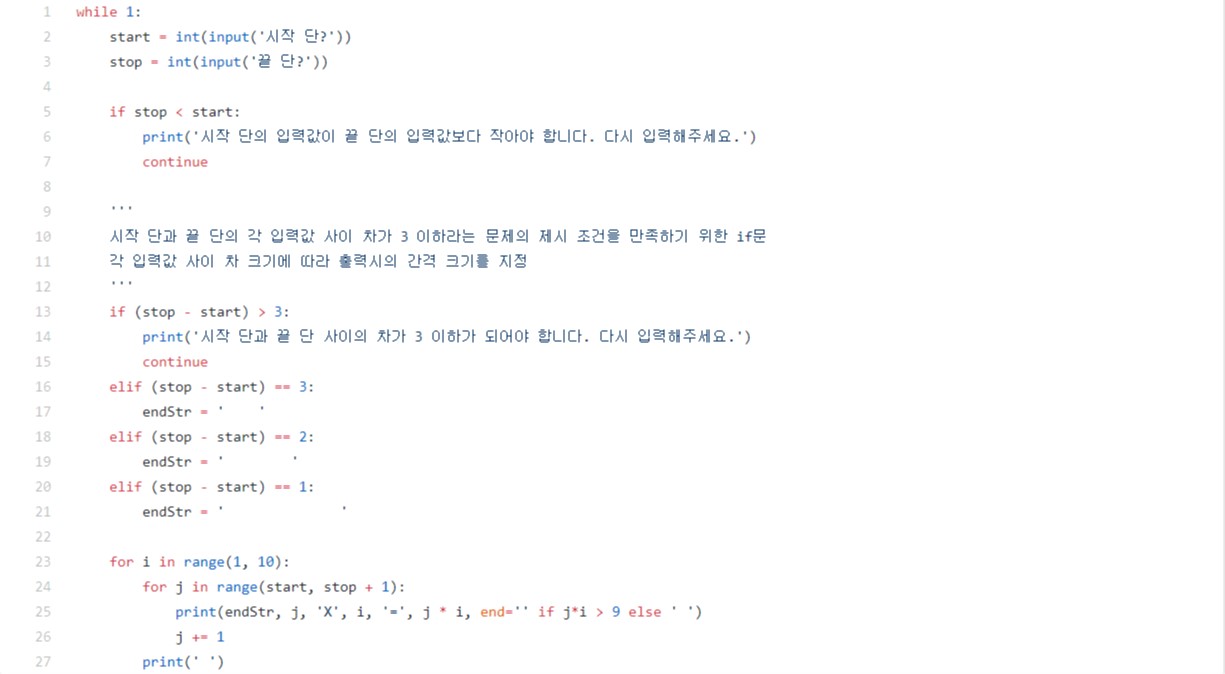 1 while 1:
2     start = int(input('시작 단?'))
3     stop = int(input('끝 단?'))
4
5     if stop < start:
6         print('시작 단의 입력값이 끝 단의 입력값보다 작아야 합니다. 다시 입력해주세요.')
7         continue
8
9     '''
10     시작 단과 끝 단의 각 입력값 사이 차가 3 이하라는 문제의 제시 조건을 만족하기 위한 if문
11     각 입력값 사이 차 크기에 따라 출력시의 간격 크기를 지정
12     '''
13     if (stop - start) > 3:
14         print('시작 단과 끝 단 사이의 차가 3 이하가 되어야 합니다. 다시 입력해주세요.')
15         continue
16     elif (stop - start) == 3:
17         endStr = '    '
18     elif (stop - start) == 2:
19         endStr = '        '
20     elif (stop - start) == 1:
21         endStr = '              '
22
23     for i in range(1, 10):
24         for j in range(start, stop + 1):
25             print(endStr, j, 'X', i, '=', j * i, end='' if j*i > 9 else ' ')
26             j += 1
27         print(' ')